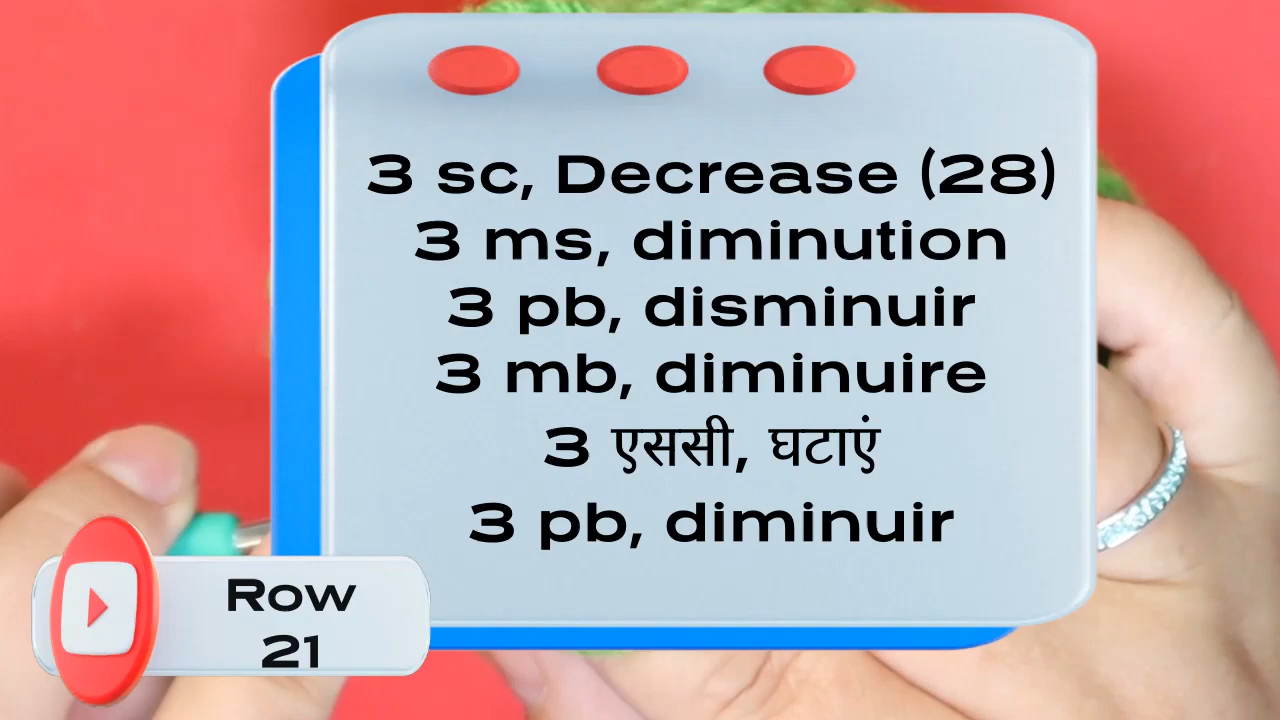 3 sc, Decrease (28)
3 ms, diminution
3 pb, disminuir
3 mb, diminuire
3 एससी, घटाएं
3 pb, diminuir
Row
21